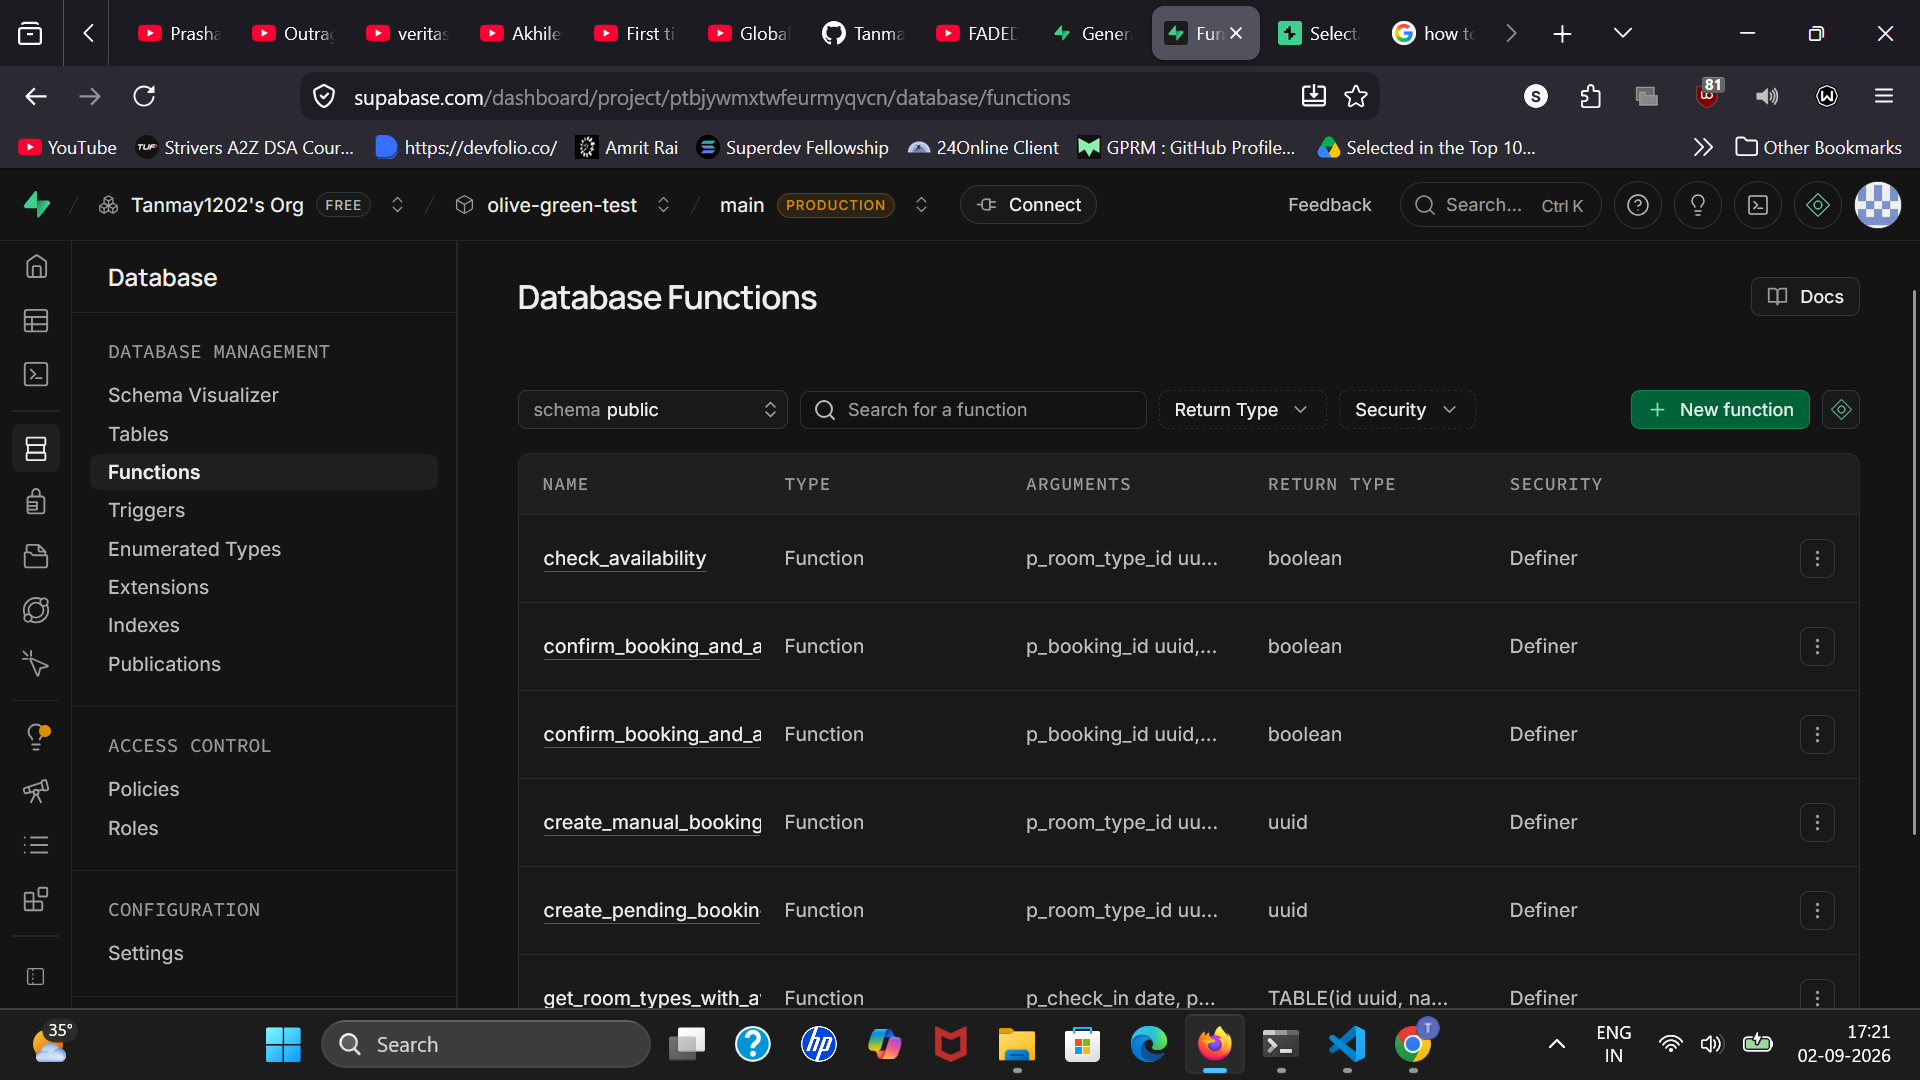 Prasha
Outra
veritas
Akhile
First ti
Global
Tanma
FADED
Gener
Fun
Select
how to
supabase.com/dashboard/project/ptbjywmxtwfeurmyqvcn/database/functions
S
81
YouTube
TUF Strivers A2Z DSA Cour...
https://devfolio.co/
Amrit Rai
Superdev Fellowship
24Online Client
GPRM : GitHub Profile...
Selected in the Top 10...
Other Bookmarks
/ Tanmay1202's Org FREE / olive-green-test / main PRODUCTION Connect
Feedback
Search... Ctrl K
Database
DATABASE MANAGEMENT
Schema Visualizer
Tables
Functions
Triggers
Enumerated Types
Extensions
Indexes
Publications
ACCESS CONTROL
Policies
Roles
CONFIGURATION
Settings
Database Functions
Docs
schema public
Search for a function
Return Type
Security
New function
NAME TYPE ARGUMENTS RETURN TYPE SECURITY
check_availability Function p_room_type_id uu... boolean Definer
confirm_booking_and_a Function p_booking_id uuid,... boolean Definer
confirm_booking_and_a Function p_booking_id uuid,... boolean Definer
create_manual_booking Function p_room_type_id uu... uuid Definer
create_pending_bookin Function p_room_type_id uu... uuid Definer
get_room_types_with_a Function p_check_in date, p... TABLE(id uuid, na... Definer
35°
Search
hp
T
ENG
IN
17:21
02-09-2026